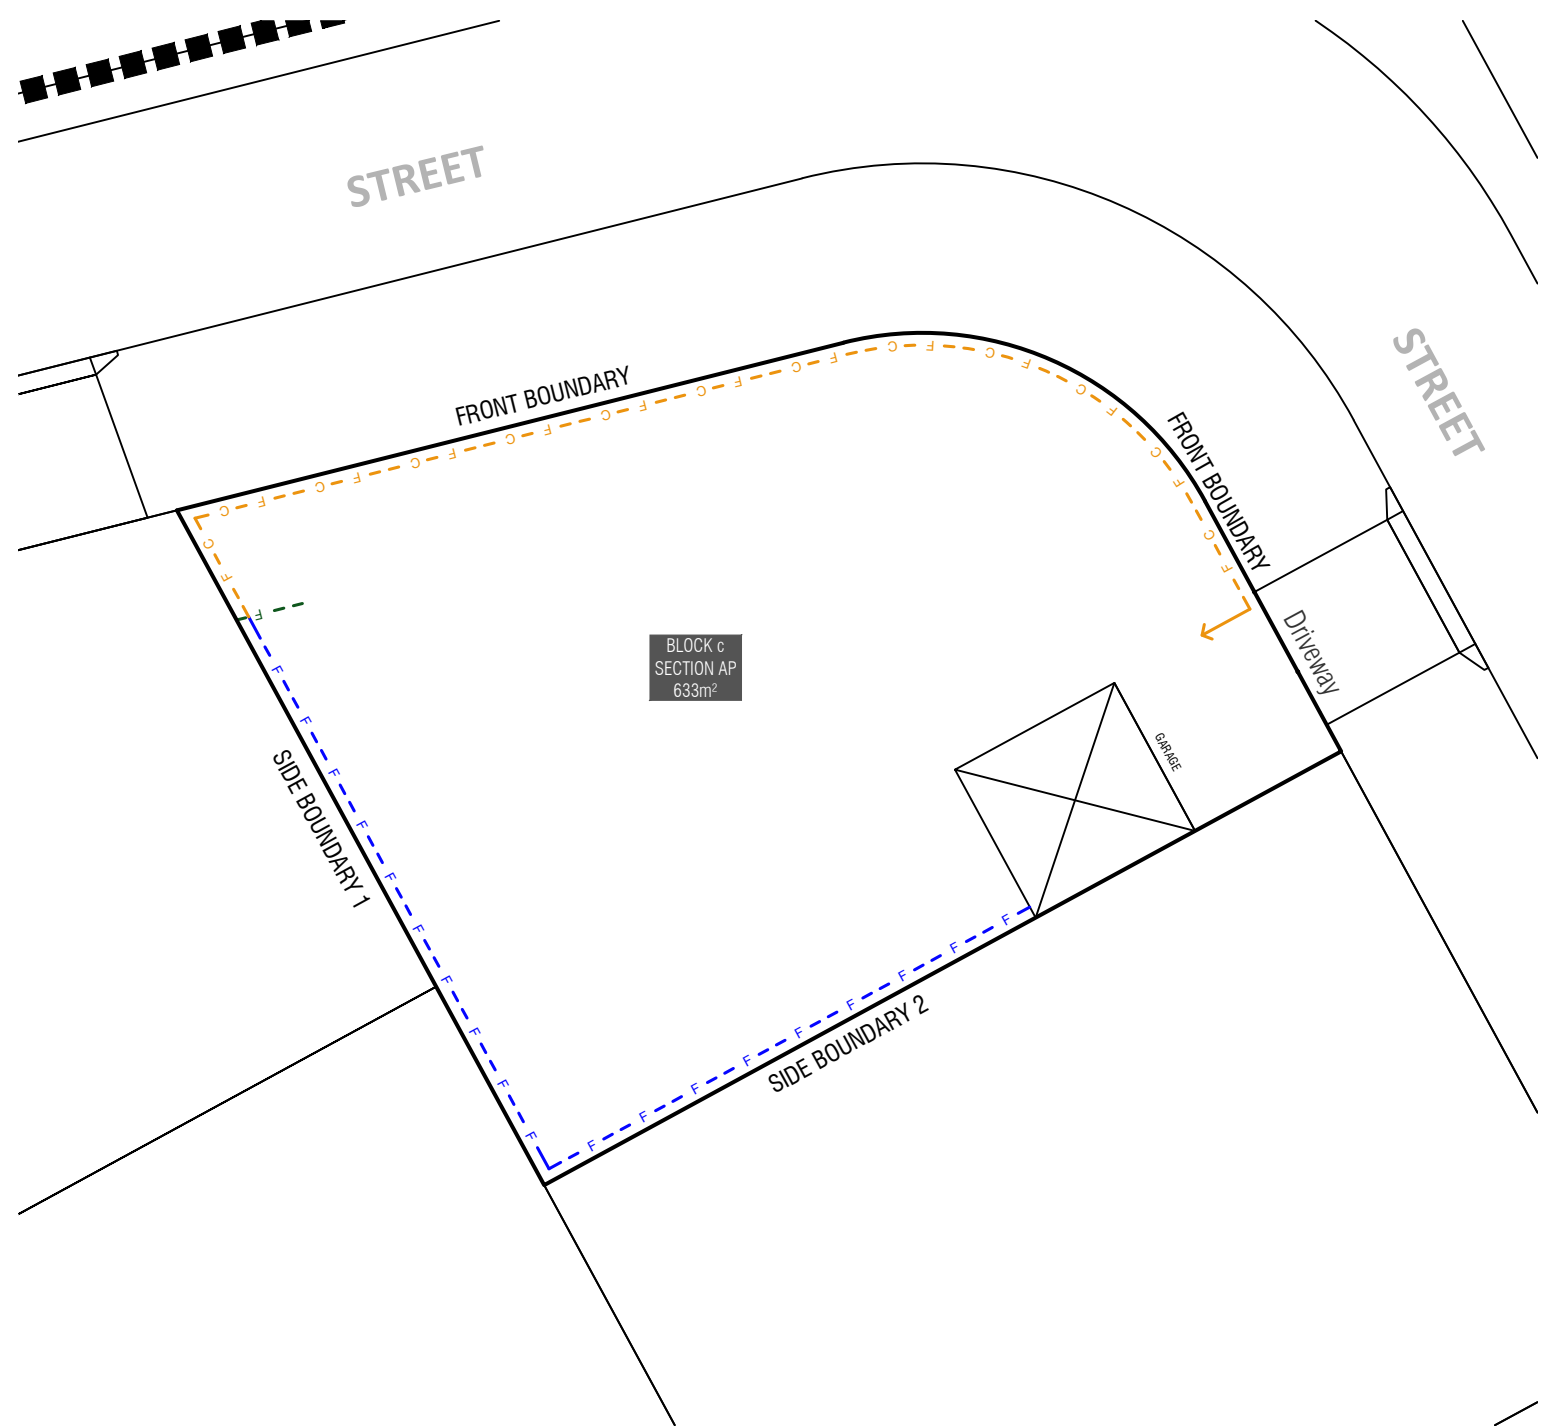 STREET
STREET
FRONT BOUNDARY
FRONT BOUNDARY
Driveway
BLOCK c
SECTION AP
633m²
GARAGE
SIDE BOUNDARY 1
SIDE BOUNDARY 2
C F C F C F C F C F C F C F C F C F C F C F C F
C F
F
F F F F F F F F F F
F F F F F F F F F